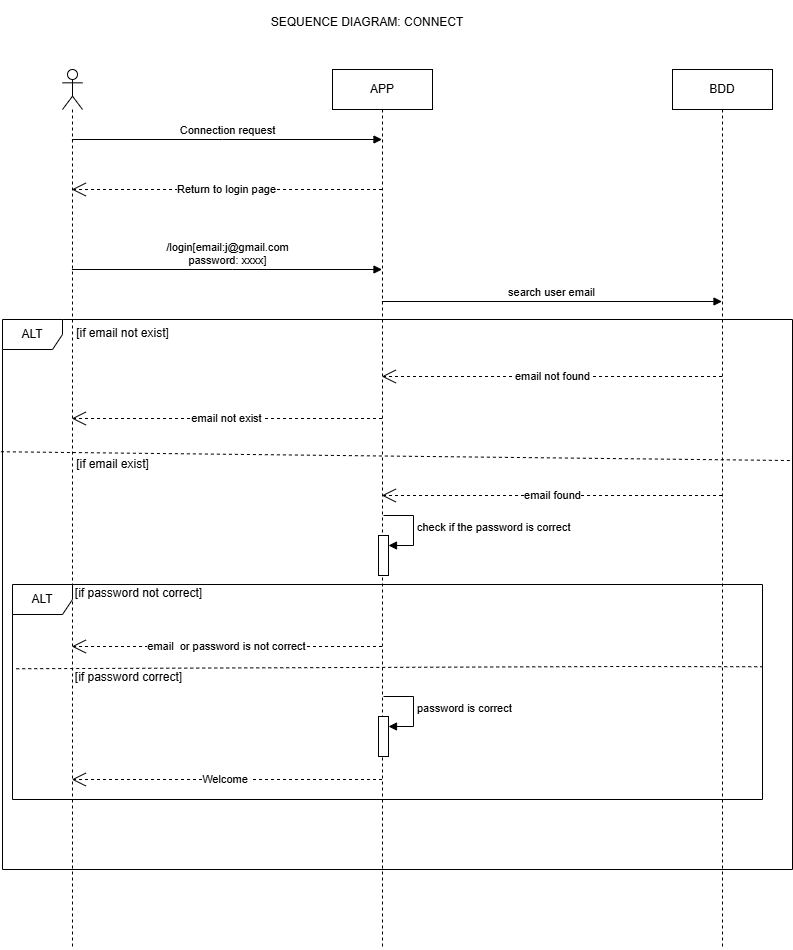 SEQUENCE DIAGRAM: CONNECT
APP
BDD
Connection request
Return to login page
/login[email:j@gmail.com
password: xxxx]
search user email
ALT
[if email not exist]
email not found
email not exist
[if email exist]
email found
check if the password is correct
ALT
[if password not correct]
email or password is not correct
[if password correct]
password is correct
Welcome